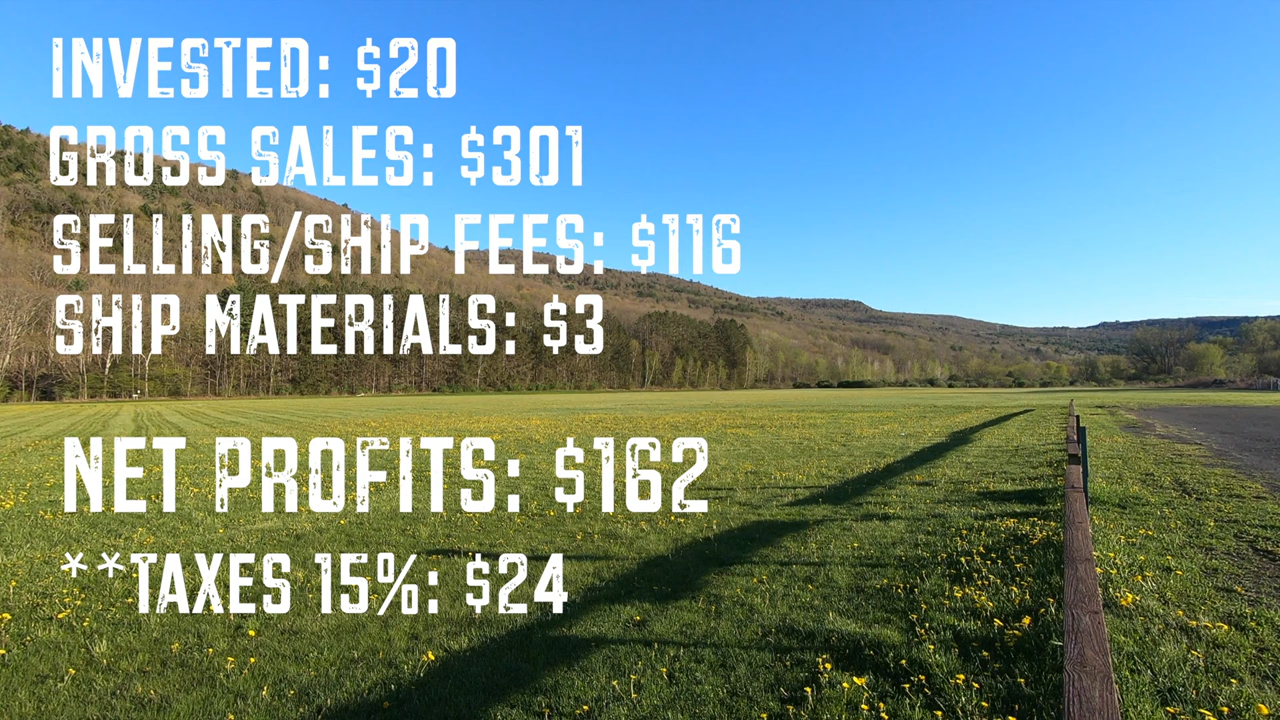 INVESTED: $20
GROSS SALES: $301
SELLING/SHIP FEES: $116
SHIP MATERIALS: $3
NET PROFITS: $162
**TAXES 15%: $24